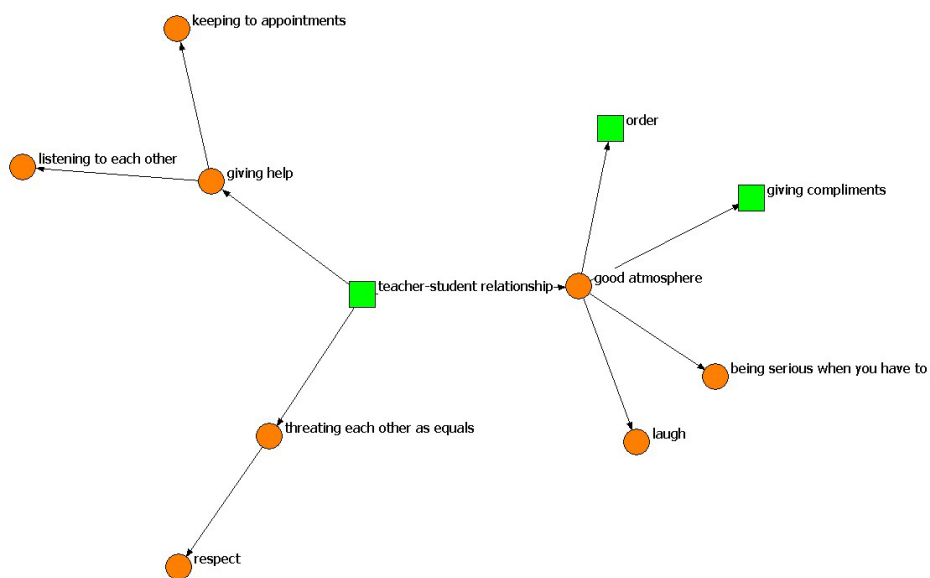 keeping to appointments
order
listening to each other
giving help
giving compliments
good atmosphere
teacher-student relationship
being serious when you have to
threating each other as equals
laugh
respect